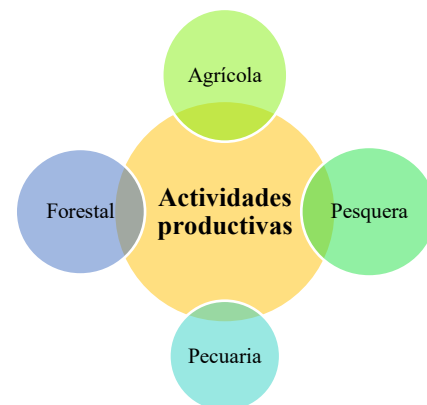 Agrícola
Forestal
Actividades
productivas
Pesquera
Pecuaria